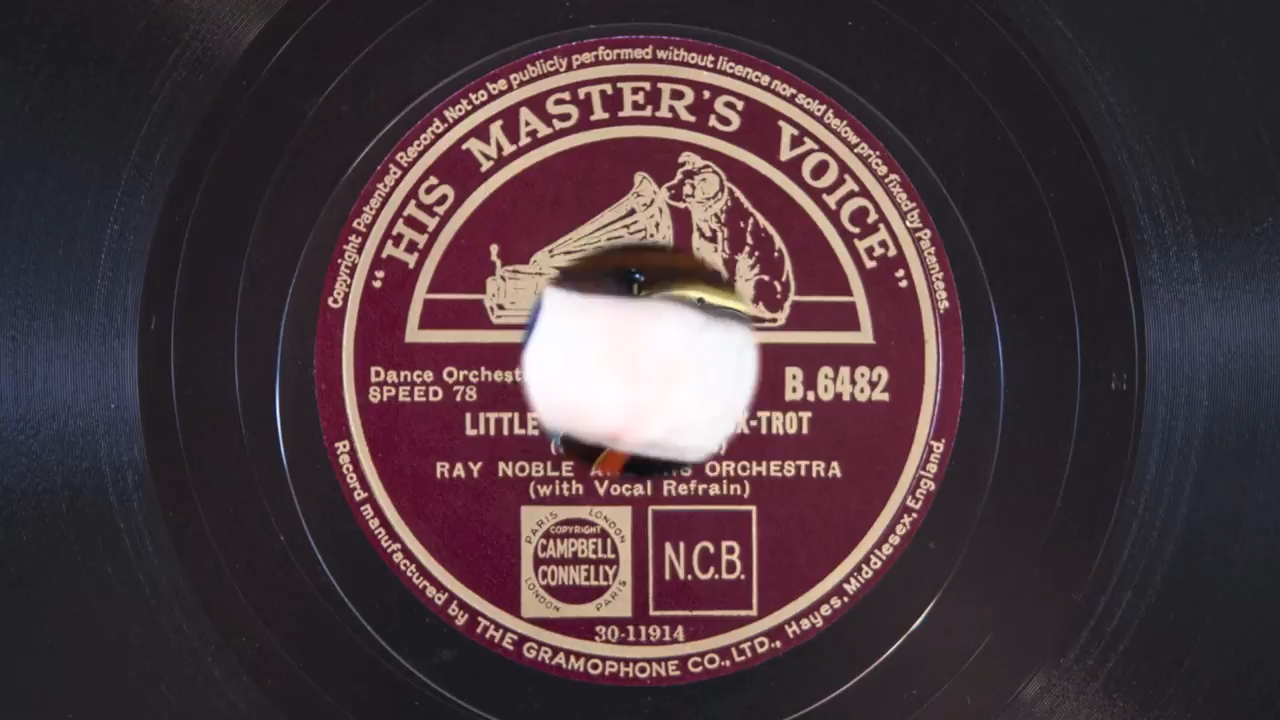 Copyright Patented Record. Not to be publicly performed without licence nor sold below price fixed by Patentees.
"HIS MASTER'S VOICE"
Dance Orchest
SPEED 78
B.6482
LITTLE X-TROT
RAY NOBLE ORCHESTRA
(with Vocal Refrain)
PARIS LONDON
COPYRIGHT
CAMPBELL
CONNELLY
LONDON PARIS
N.C.B.
30-11914
Record manufactured by THE GRAMOPHONE CO., LTD., Hayes, Middlesex, England.